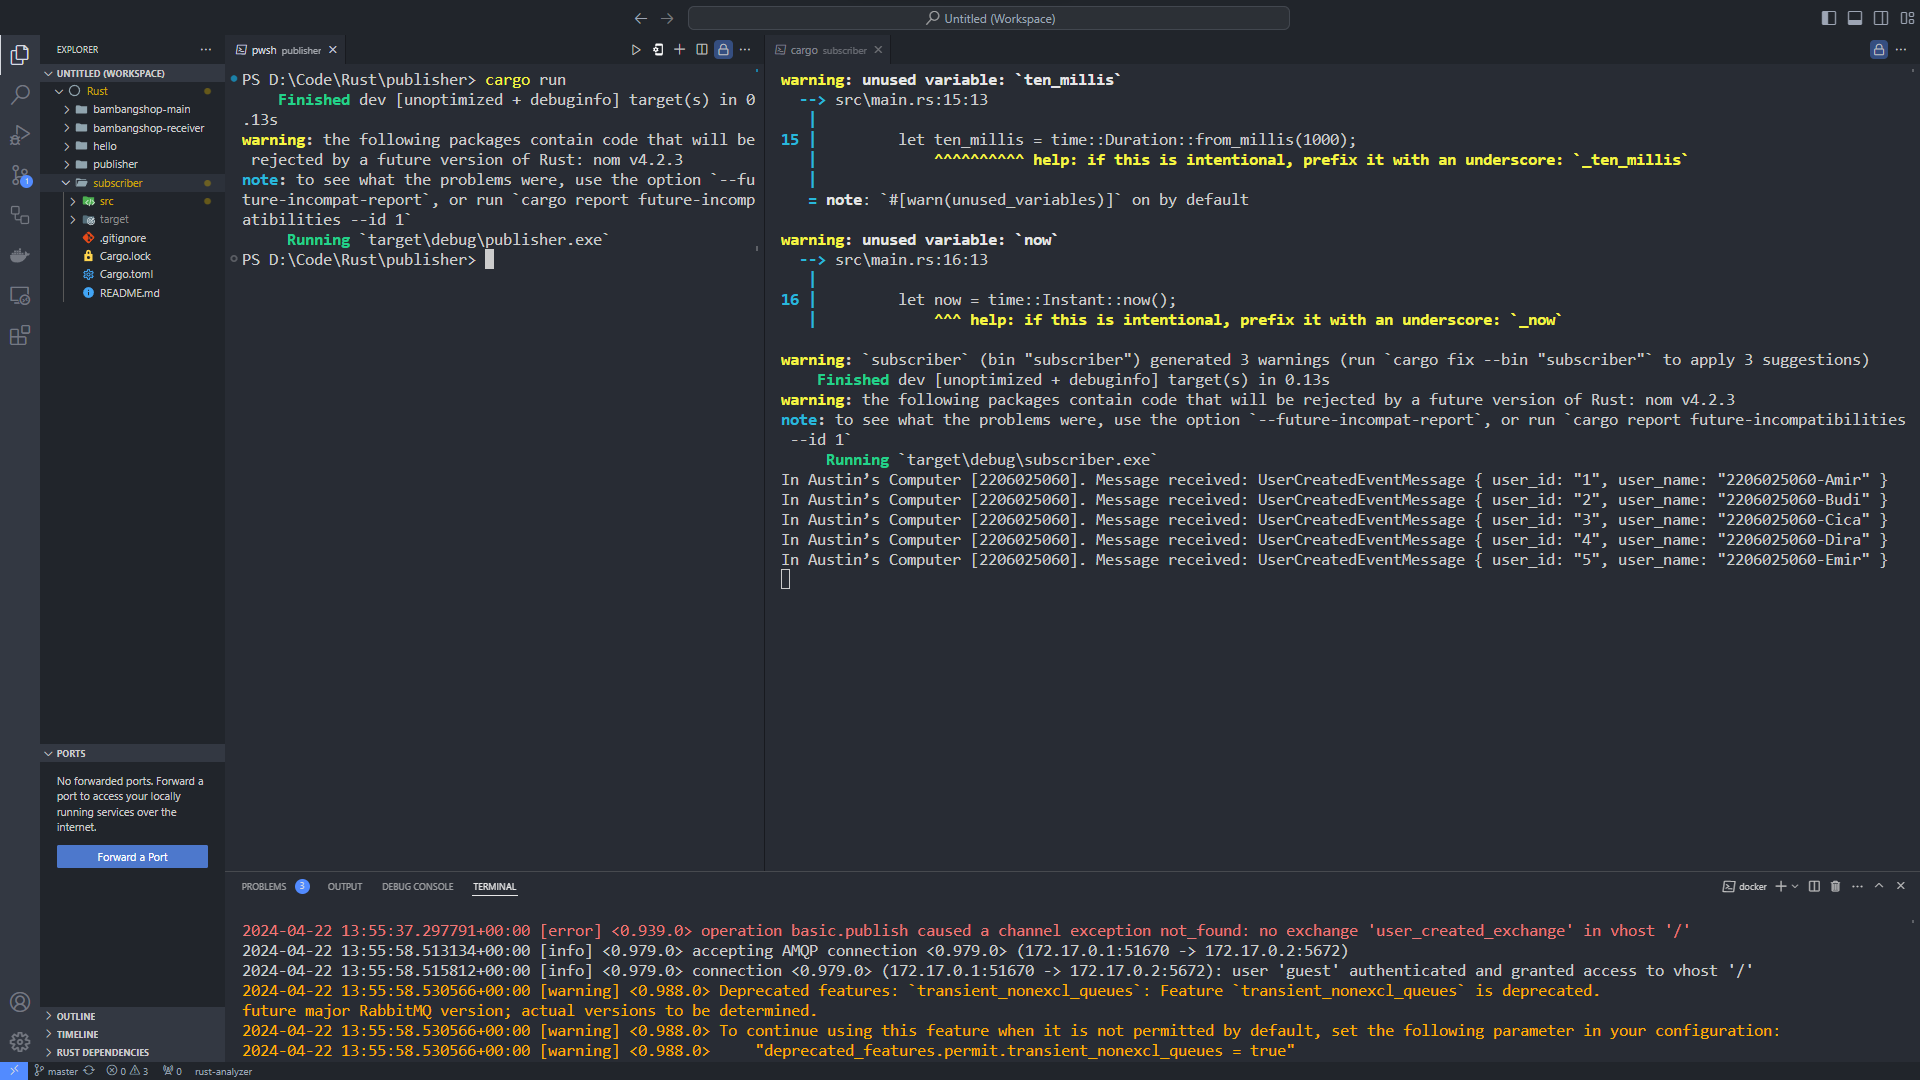 Untitled (Workspace)
EXPLORER
UNTITLED (WORKSPACE)
Rust
bambangshop-main
bambangshop-receiver
hello
publisher
subscriber
src
target
.gitignore
Cargo.lock
Cargo.toml
README.md
PORTS
No forwarded ports. Forward a
port to access your locally
running services over the
internet.
Forward a Port
OUTLINE
TIMELINE
RUST DEPENDENCIES
pwsh publisher
PS D:\Code\Rust\publisher> cargo run
Finished dev [unoptimized + debuginfo] target(s) in 0
.13s
warning: the following packages contain code that will be
rejected by a future version of Rust: nom v4.2.3
note: to see what the problems were, use the option `--fu
ture-incompat-report`, or run `cargo report future-incomp
atibilities --id 1`
Running `target\debug\publisher.exe`
PS D:\Code\Rust\publisher>
cargo subscriber
warning: unused variable: `ten_millis`
--> src\main.rs:15:13
|
15 | let ten_millis = time::Duration::from_millis(1000);
| ^^^^^^^^^^ help: if this is intentional, prefix it with an underscore: `_ten_millis`
|
= note: `#[warn(unused_variables)]` on by default
warning: unused variable: `now`
--> src\main.rs:16:13
|
16 | let now = time::Instant::now();
| ^^^ help: if this is intentional, prefix it with an underscore: `_now`
warning: `subscriber` (bin "subscriber") generated 3 warnings (run `cargo fix --bin "subscriber"` to apply 3 suggestions)
Finished dev [unoptimized + debuginfo] target(s) in 0.13s
warning: the following packages contain code that will be rejected by a future version of Rust: nom v4.2.3
note: to see what the problems were, use the option `--future-incompat-report`, or run `cargo report future-incompatibilities
--id 1`
Running `target\debug\subscriber.exe`
In Austin’s Computer [2206025060]. Message received: UserCreatedEventMessage { user_id: "1", user_name: "2206025060-Amir" }
In Austin’s Computer [2206025060]. Message received: UserCreatedEventMessage { user_id: "2", user_name: "2206025060-Budi" }
In Austin’s Computer [2206025060]. Message received: UserCreatedEventMessage { user_id: "3", user_name: "2206025060-Cica" }
In Austin’s Computer [2206025060]. Message received: UserCreatedEventMessage { user_id: "4", user_name: "2206025060-Dira" }
In Austin’s Computer [2206025060]. Message received: UserCreatedEventMessage { user_id: "5", user_name: "2206025060-Emir" }
PROBLEMS 3 OUTPUT DEBUG CONSOLE TERMINAL docker
2024-04-22 13:55:37.297791+00:00 [error] <0.939.0> operation basic.publish caused a channel exception not_found: no exchange 'user_created_exchange' in vhost '/'
2024-04-22 13:55:58.513134+00:00 [info] <0.979.0> accepting AMQP connection <0.979.0> (172.17.0.1:51670 -> 172.17.0.2:5672)
2024-04-22 13:55:58.515812+00:00 [info] <0.979.0> connection <0.979.0> (172.17.0.1:51670 -> 172.17.0.2:5672): user 'guest' authenticated and granted access to vhost '/'
2024-04-22 13:55:58.530566+00:00 [warning] <0.988.0> Deprecated features: `transient_nonexcl_queues`: Feature `transient_nonexcl_queues` is deprecated.
future major RabbitMQ version; actual versions to be determined.
2024-04-22 13:55:58.530566+00:00 [warning] <0.988.0> To continue using this feature when it is not permitted by default, set the following parameter in your configuration:
2024-04-22 13:55:58.530566+00:00 [warning] <0.988.0> "deprecated_features.permit.transient_nonexcl_queues = true"
master 0 3 0 rust-analyzer
1